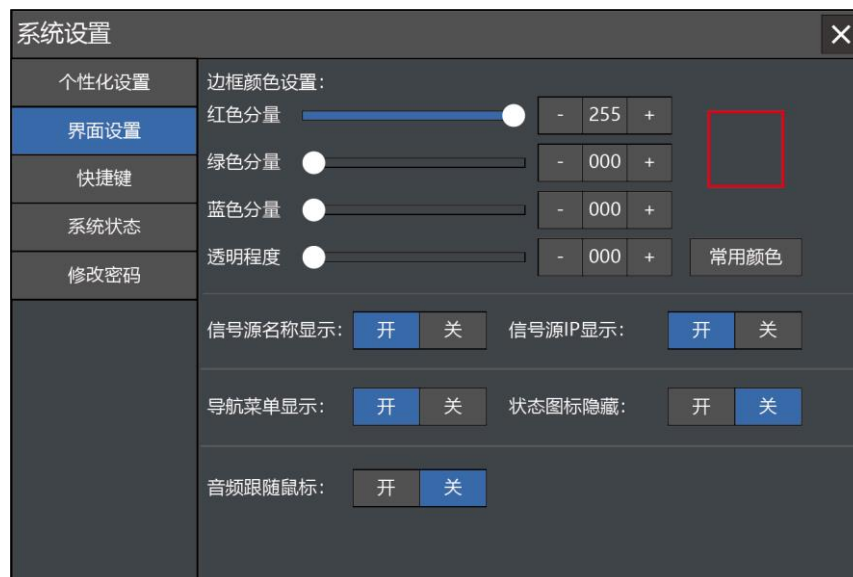 系统设置
个性化设置
界面设置
快捷键
系统状态
修改密码
边框颜色设置：
红色分量 - 255 +
绿色分量 - 000 +
蓝色分量 - 000 +
透明程度 - 000 + 常用颜色
信号源名称显示： 开 关 信号源IP显示： 开 关
导航菜单显示： 开 关 状态图标隐藏： 开 关
音频跟随鼠标： 开 关